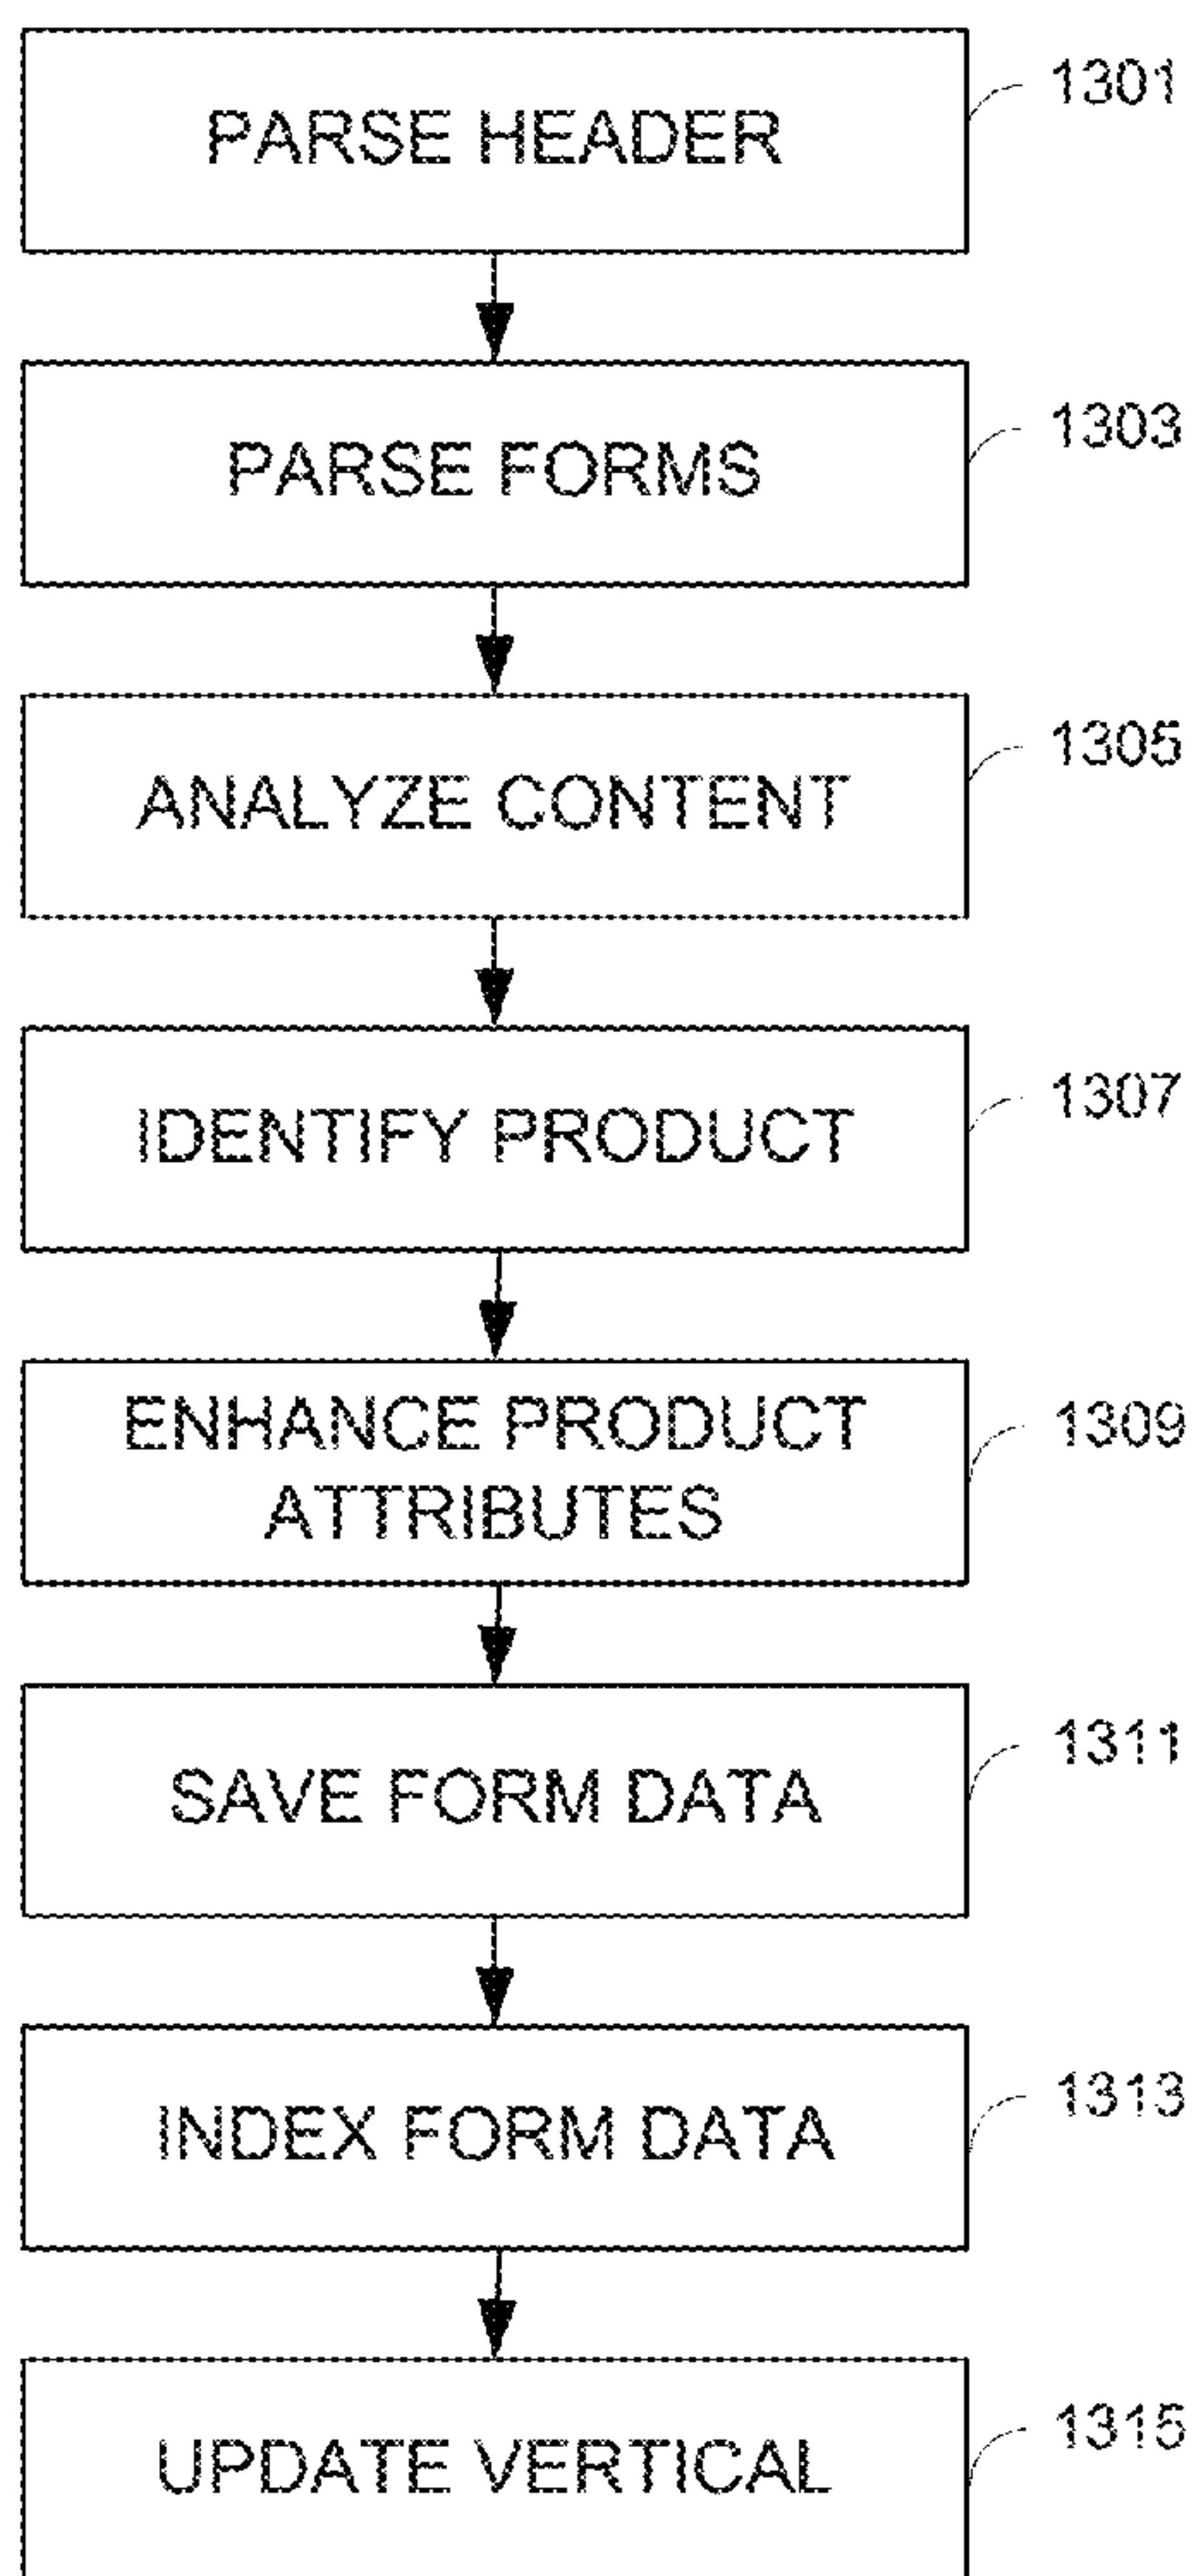 PARSE HEADER
1301
PARSE FORMS
1303
ANALYZE CONTENT
1305
IDENTIFY PRODUCT
1307
ENHANCE PRODUCT
ATTRIBUTES
1309
SAVE FORM DATA
1311
INDEX FORM DATA
1313
UPDATE VERTICAL
1315